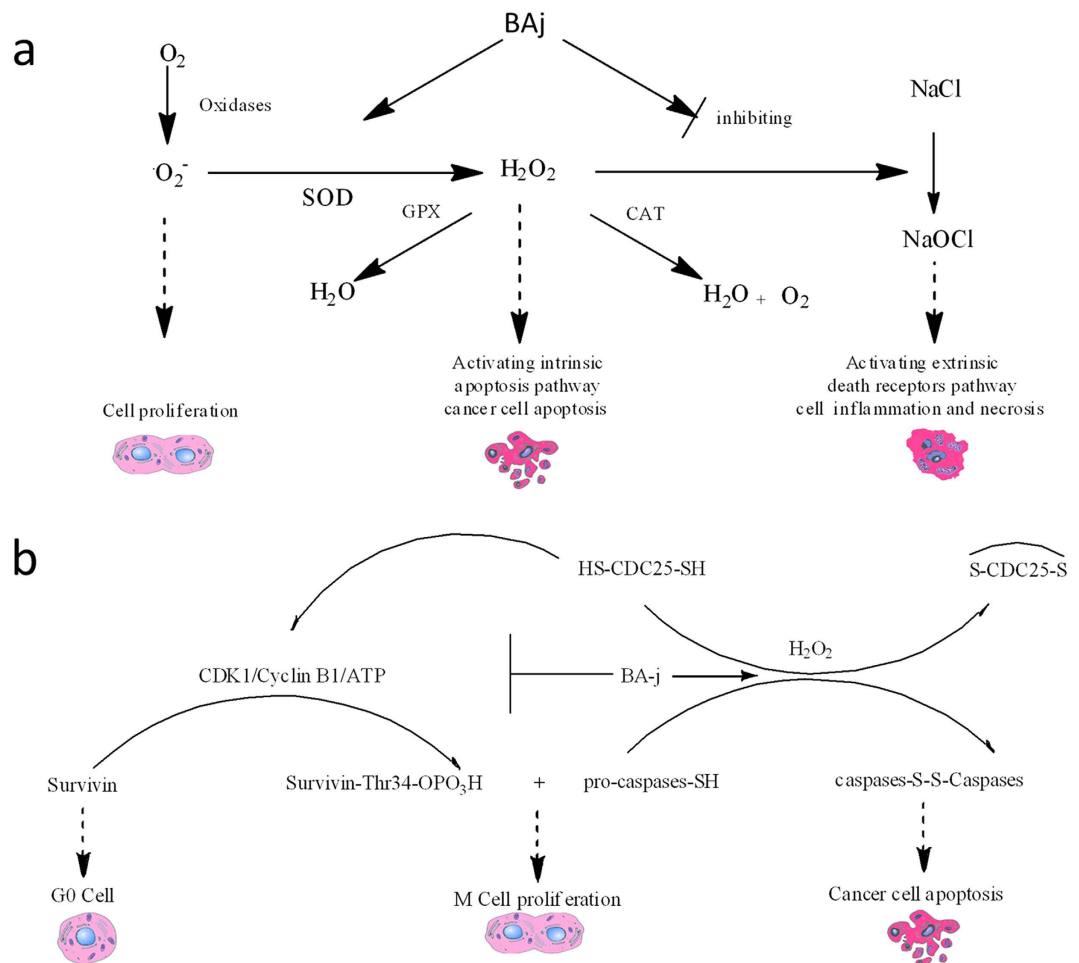 a
BAj
O₂
Oxidases
NaCl
inhibiting
·O₂⁻
SOD
H₂O₂
GPX
CAT
NaOCl
H₂O
H₂O + O₂
Cell proliferation
Activating intrinsic
apoptosis pathway
cancer cell apoptosis
Activating extrinsic
death receptors pathway
cell inflammation and necrosis
b
HS-CDC25-SH
S-CDC25-S
H₂O₂
CDK1/Cyclin B1/ATP
BA-j
Survivin
Survivin-Thr34-OPO₃H + pro-caspases-SH
caspases-S-S-Caspases
G0 Cell
M Cell proliferation
Cancer cell apoptosis